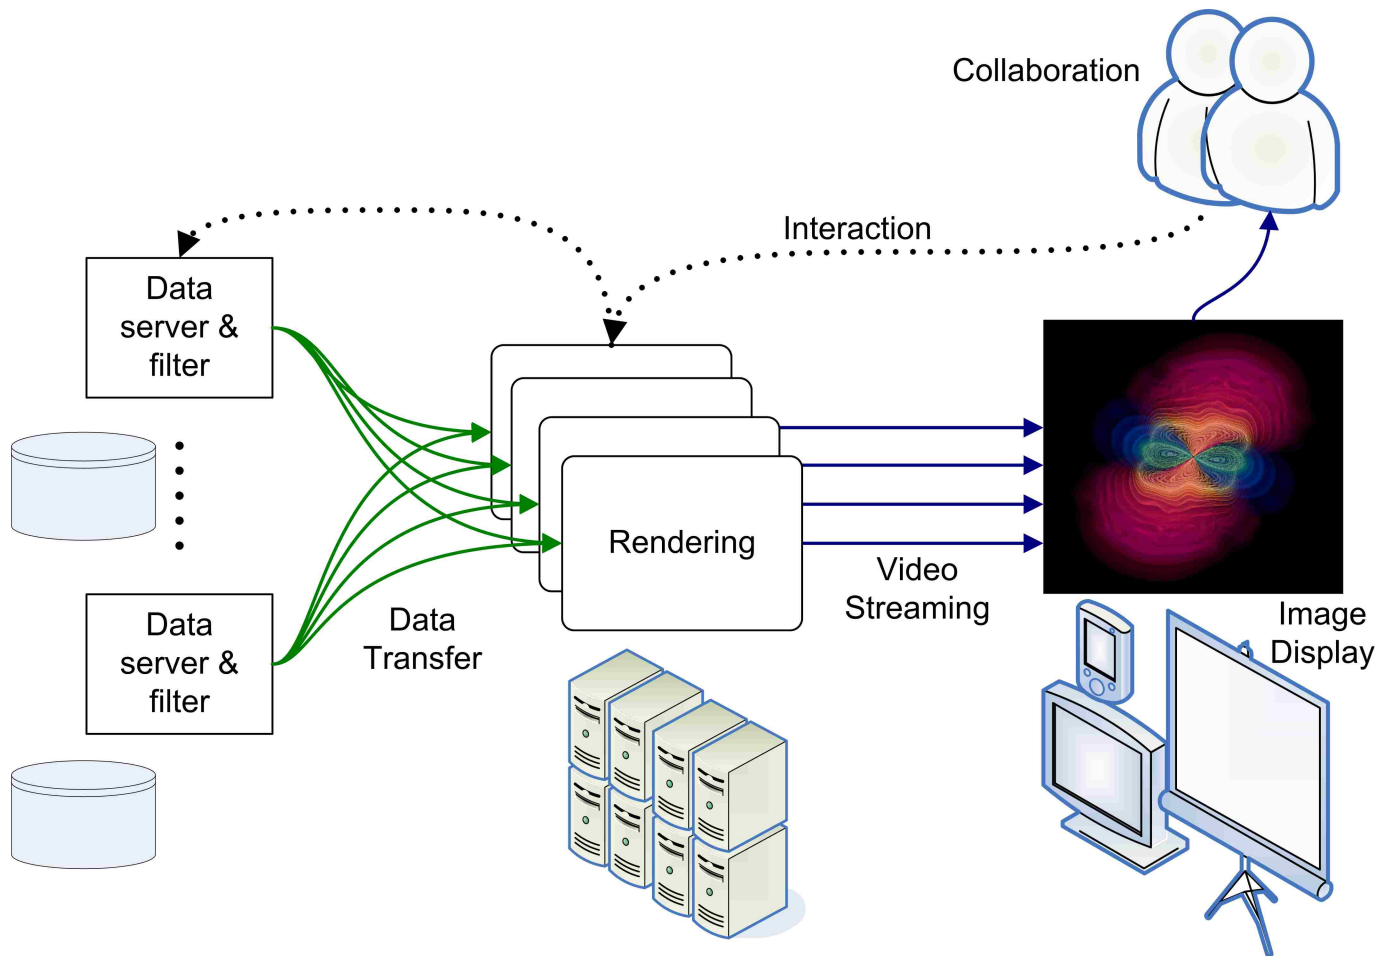 Collaboration
Interaction
Data
server &
filter
Rendering
Data
Transfer
Video
Streaming
Image
Display
Data
server &
filter